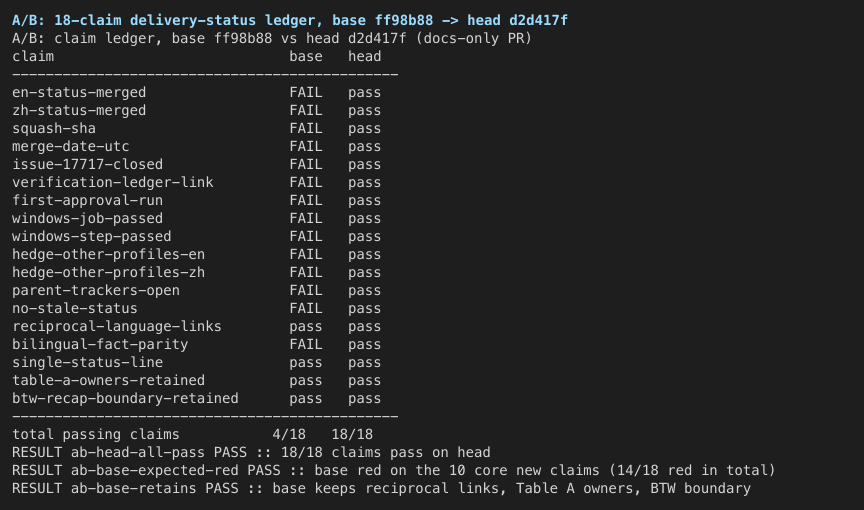 A/B: 18-claim delivery-status ledger, base ff98b88 -> head d2d417f
A/B: claim ledger, base ff98b88 vs head d2d417f (docs-only PR)
claim                            base   head
----------------------------------------------
en-status-merged                 FAIL   pass
zh-status-merged                 FAIL   pass
squash-sha                       FAIL   pass
merge-date-utc                   FAIL   pass
issue-17717-closed               FAIL   pass
verification-ledger-link         FAIL   pass
first-approval-run               FAIL   pass
windows-job-passed               FAIL   pass
windows-step-passed              FAIL   pass
hedge-other-profiles-en          FAIL   pass
hedge-other-profiles-zh          FAIL   pass
parent-trackers-open             FAIL   pass
no-stale-status                  FAIL   pass
reciprocal-language-links        pass   pass
bilingual-fact-parity            FAIL   pass
single-status-line               pass   pass
table-a-owners-retained          pass   pass
btw-recap-boundary-retained      pass   pass
----------------------------------------------
total passing claims           4/18   18/18
RESULT ab-head-all-pass PASS :: 18/18 claims pass on head
RESULT ab-base-expected-red PASS :: base red on the 10 core new claims (14/18 red in total)
RESULT ab-base-retains PASS :: base keeps reciprocal links, Table A owners, BTW boundary